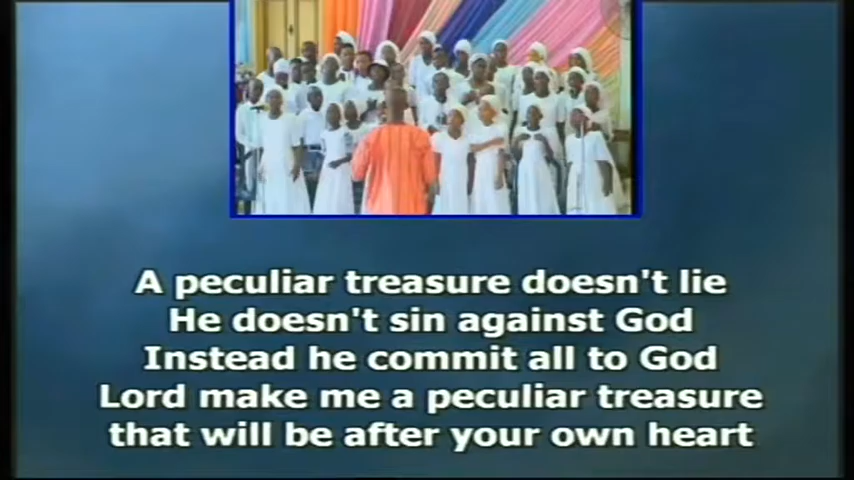 A peculiar treasure doesn't lie
He doesn't sin against God
Instead he commit all to God
Lord make me a peculiar treasure
that will be after your own heart